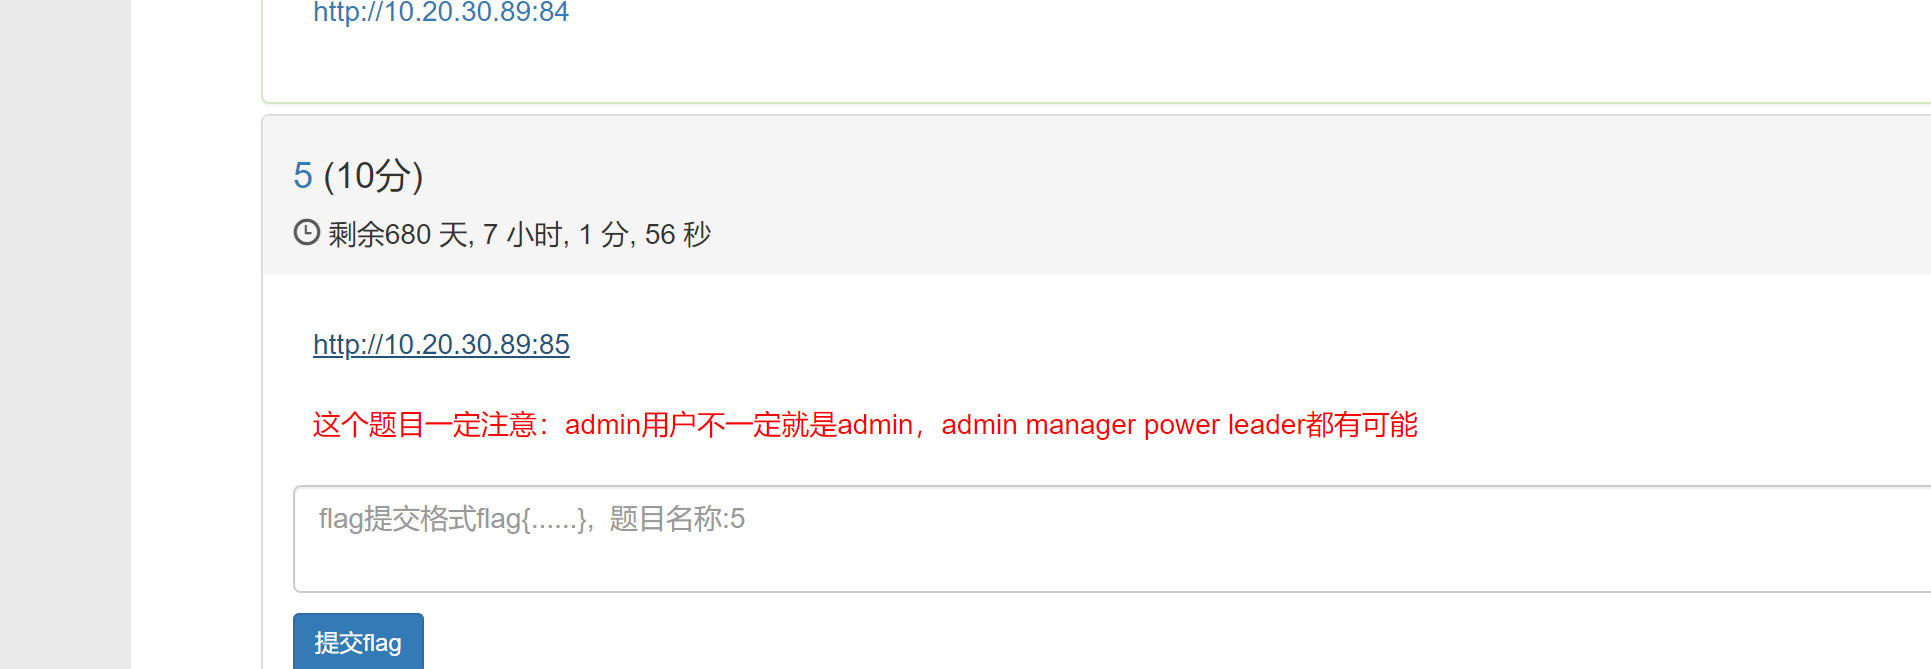 http://10.20.30.89:84
5 (10分)
剩余680 天, 7 小时, 1 分, 56 秒
http://10.20.30.89:85
这个题目一定注意：admin用户不一定就是admin，admin manager power leader都有可能
flag提交格式flag{......}，题目名称:5
提交flag